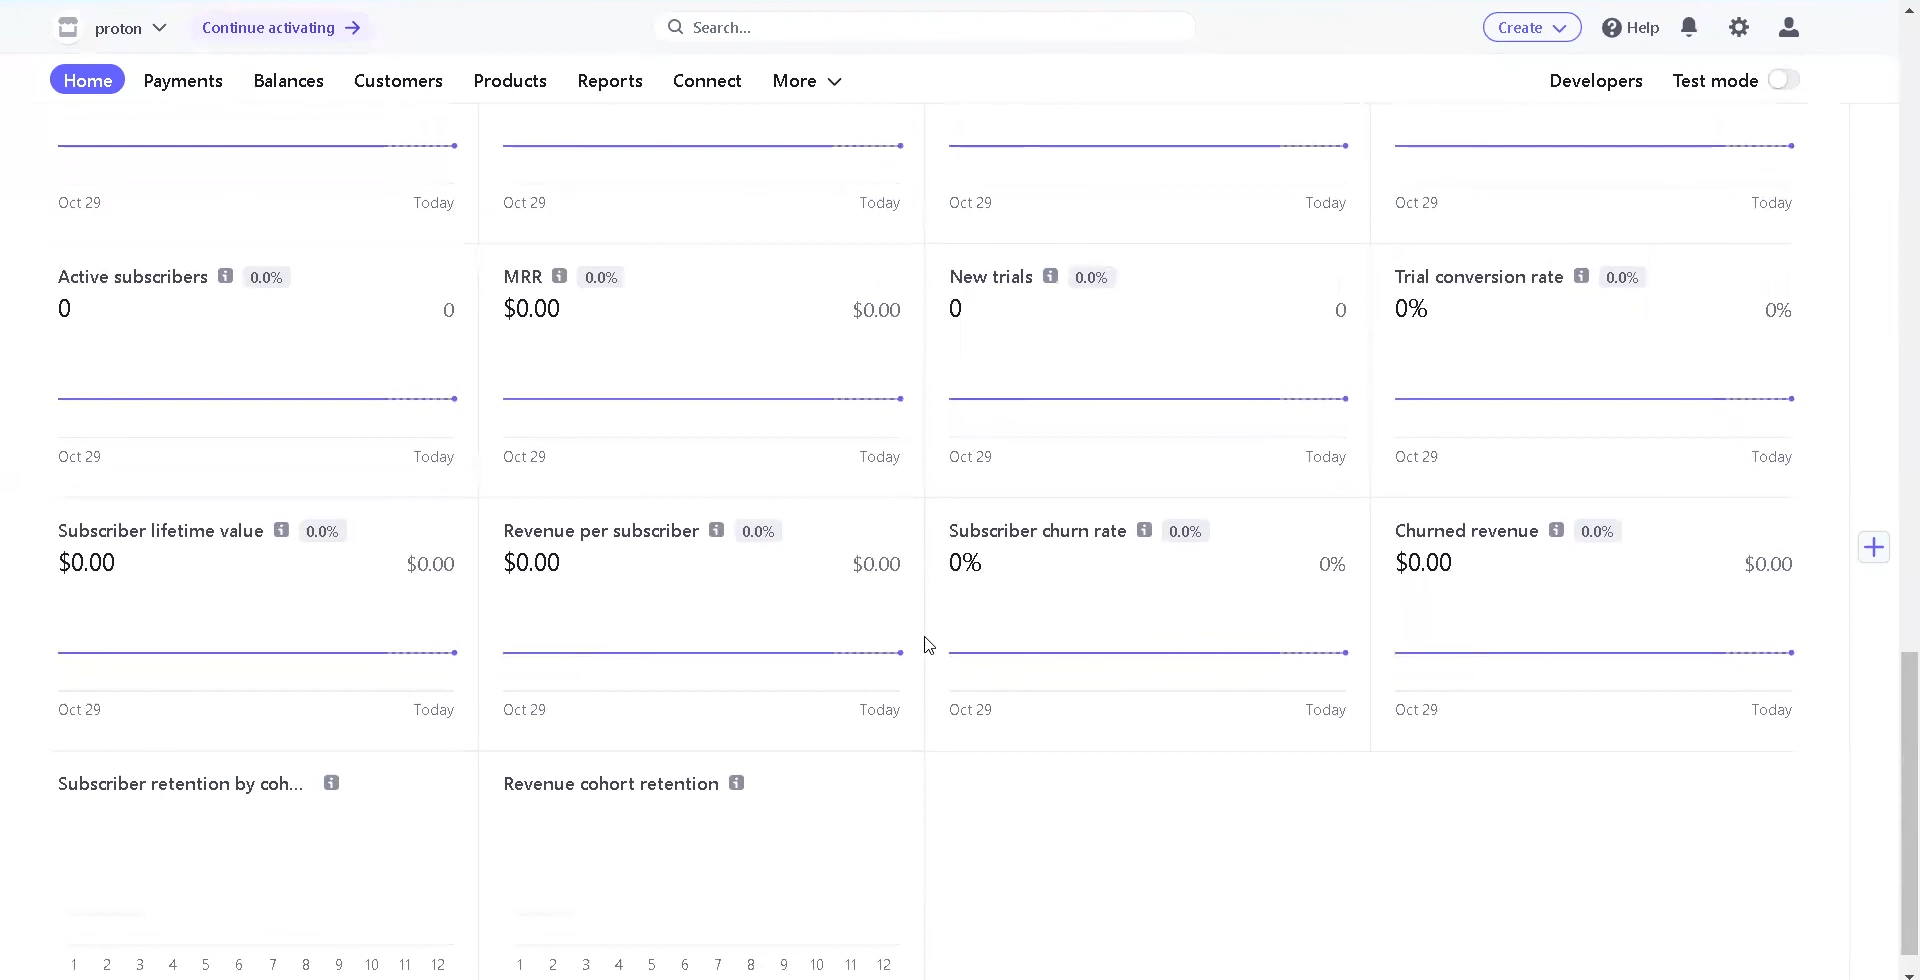 proton Continue activating Search... Create Help
Home Payments Balances Customers Products Reports Connect More Developers Test mode
Oct 29 Today Oct 29 Today Oct 29 Today Oct 29 Today
Active subscribers 0.0% MRR 0.0% New trials 0.0% Trial conversion rate 0.0%
0 0 $0.00 $0.00 0 0 0% 0%
Oct 29 Today Oct 29 Today Oct 29 Today Oct 29 Today
Subscriber lifetime value 0.0% Revenue per subscriber 0.0% Subscriber churn rate 0.0% Churned revenue 0.0%
$0.00 $0.00 $0.00 $0.00 0% 0% $0.00 $0.00
Oct 29 Today Oct 29 Today Oct 29 Today Oct 29 Today
Subscriber retention by coh... Revenue cohort retention
1 2 3 4 5 6 7 8 9 10 11 12 1 2 3 4 5 6 7 8 9 10 11 12